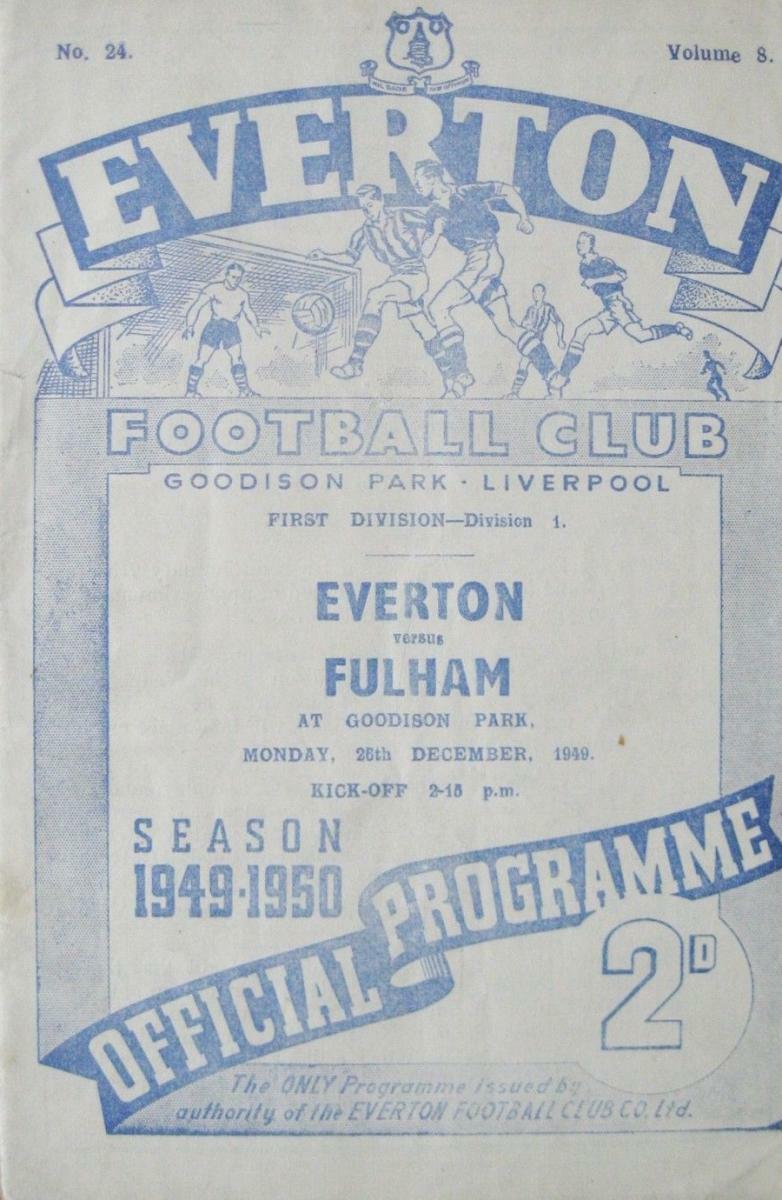 No. 24.
Volume 8.
EVERTON
FOOTBALL CLUB
GOODISON PARK · LIVERPOOL
FIRST DIVISION—Division 1.
EVERTON
versus
FULHAM
AT GOODISON PARK,
MONDAY, 26th DECEMBER, 1949.
KICK-OFF 2-15 p.m.
SEASON
1949·1950
OFFICIAL PROGRAMME
2D
The ONLY Programme issued by
authority of the EVERTON FOOTBALL CLUB CO. Ltd.